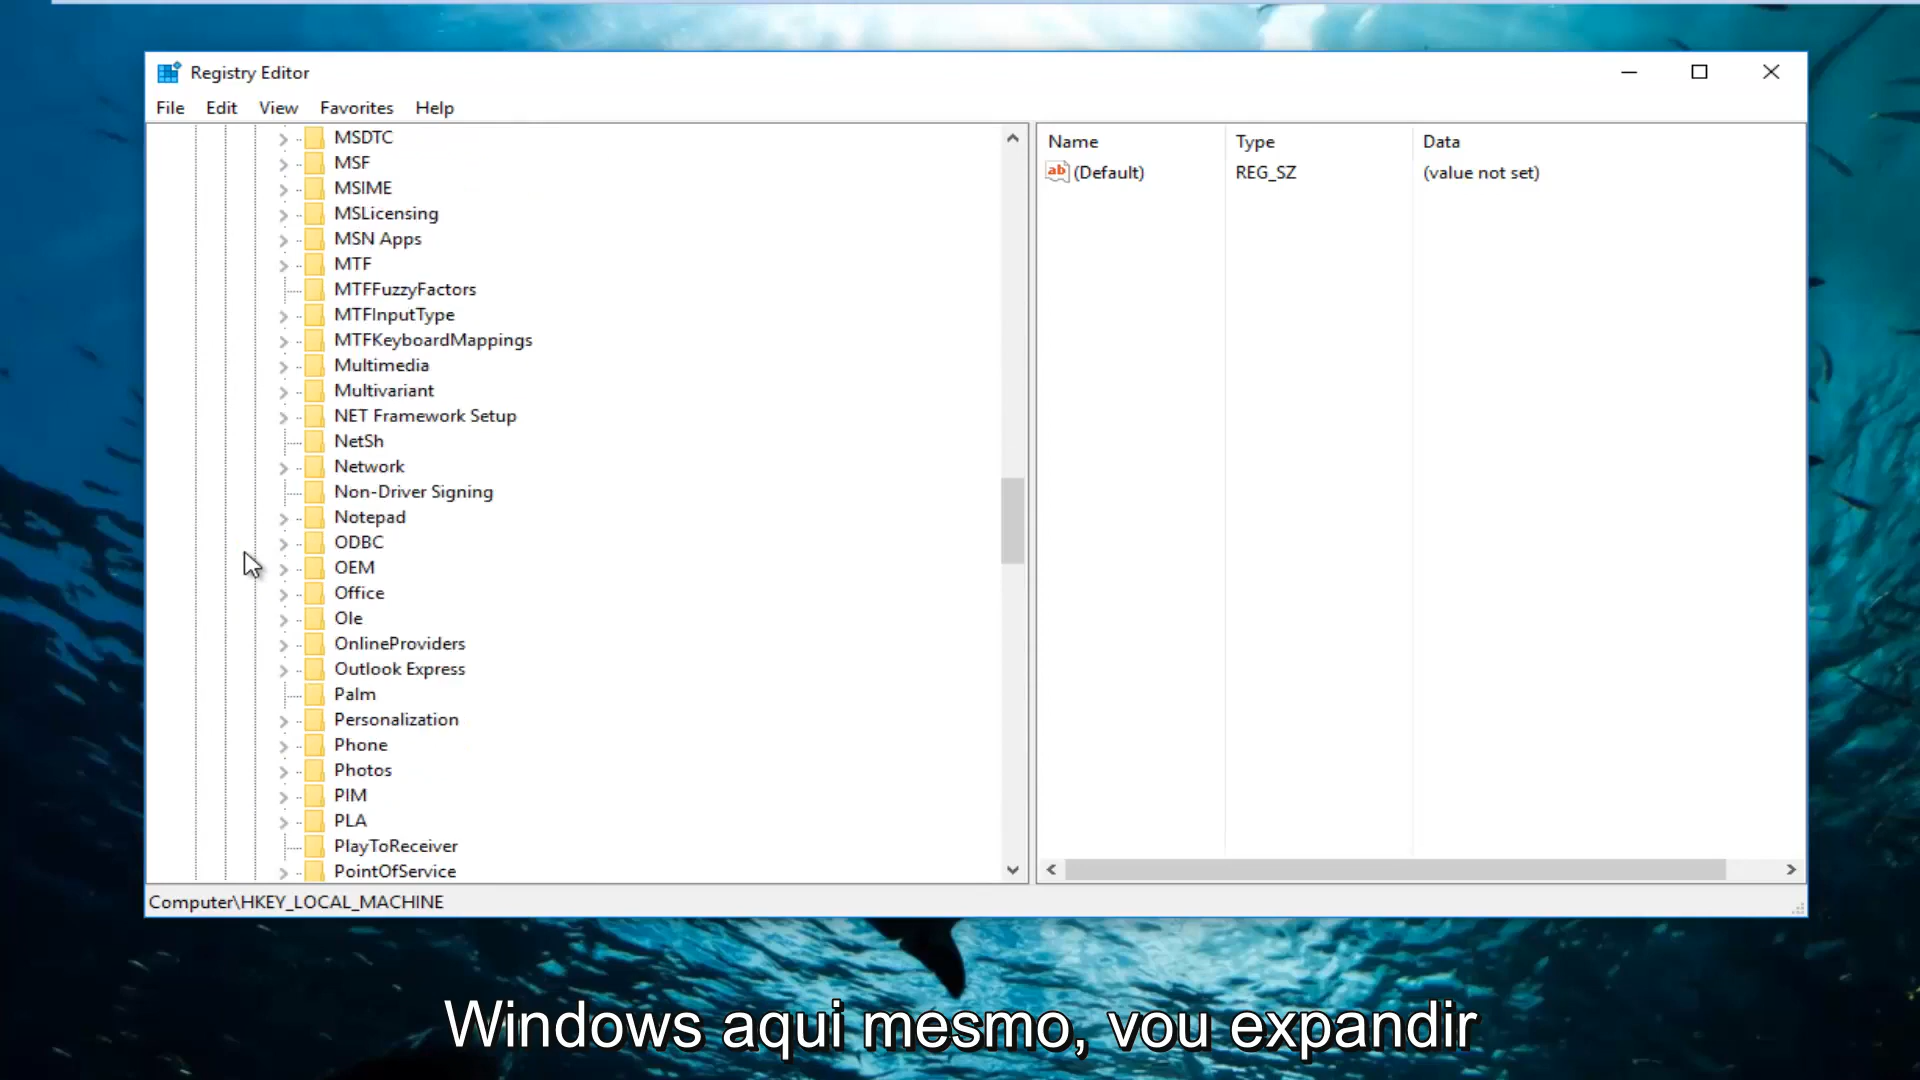 Registry Editor
File Edit View Favorites Help
MSDTC
MSF
MSIME
MSLicensing
MSN Apps
MTF
MTFFuzzyFactors
MTFInputType
MTFKeyboardMappings
Multimedia
Multivariant
NET Framework Setup
NetSh
Network
Non-Driver Signing
Notepad
ODBC
OEM
Office
Ole
OnlineProviders
Outlook Express
Palm
Personalization
Phone
Photos
PIM
PLA
PlayToReceiver
PointOfService
Name Type Data
ab (Default) REG_SZ (value not set)
Computer\HKEY_LOCAL_MACHINE
Windows aqui mesmo, vou expandir